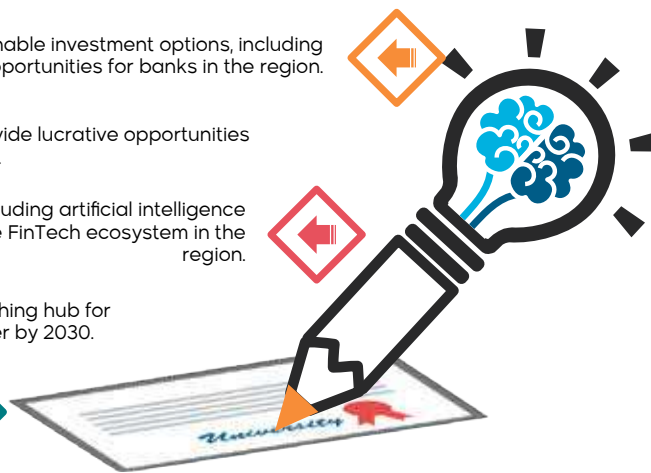 nable investment options, including
pportunities for banks in the region.
vide lucrative opportunities
.
uding artificial intelligence
e FinTech ecosystem in the
region.
hing hub for
er by 2030.
University